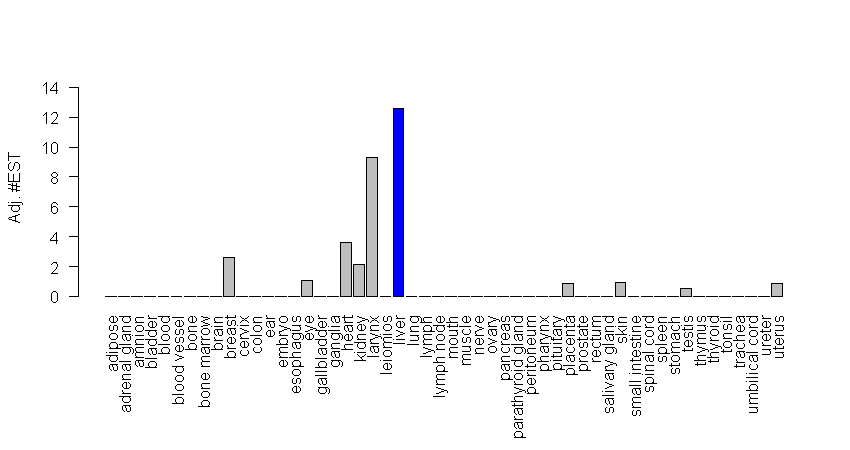 Adj. #EST
14
12
10
8
6
4
2
0
adipose
adrenal gland
amnion
bladder
blood
blood vessel
bone
bone marrow
brain
breast
cervix
colon
ear
embryo
esophagus
eye
gallbladder
ganglia
heart
kidney
larynx
leiomios
liver
lung
lymph
lymph node
mouth
muscle
nerve
ovary
pancreas
parathyroid gland
peritoneum
pharynx
pituitary
placenta
prostate
rectum
salivary gland
skin
small intestine
spinal cord
spleen
stomach
testis
thymus
thyroid
tonsil
trachea
umbilical cord
ureter
uterus